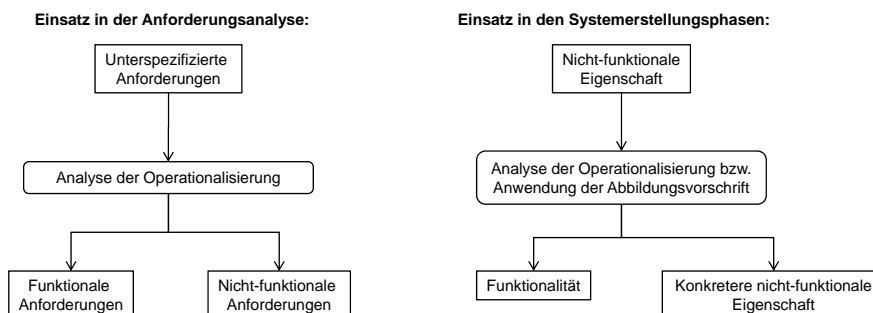 Einsatz in der Anforderungsanalyse:
Unterspezifizierte
Anforderungen
Analyse der Operationalisierung
Funktionale
Anforderungen
Nicht-funktionale
Anforderungen
Einsatz in den Systemerstellungsphasen:
Nicht-funktionale
Eigenschaft
Analyse der Operationalisierung bzw.
Anwendung der Abbildungsvorschrift
Funktionalität
Konkretere nicht-funktionale
Eigenschaft